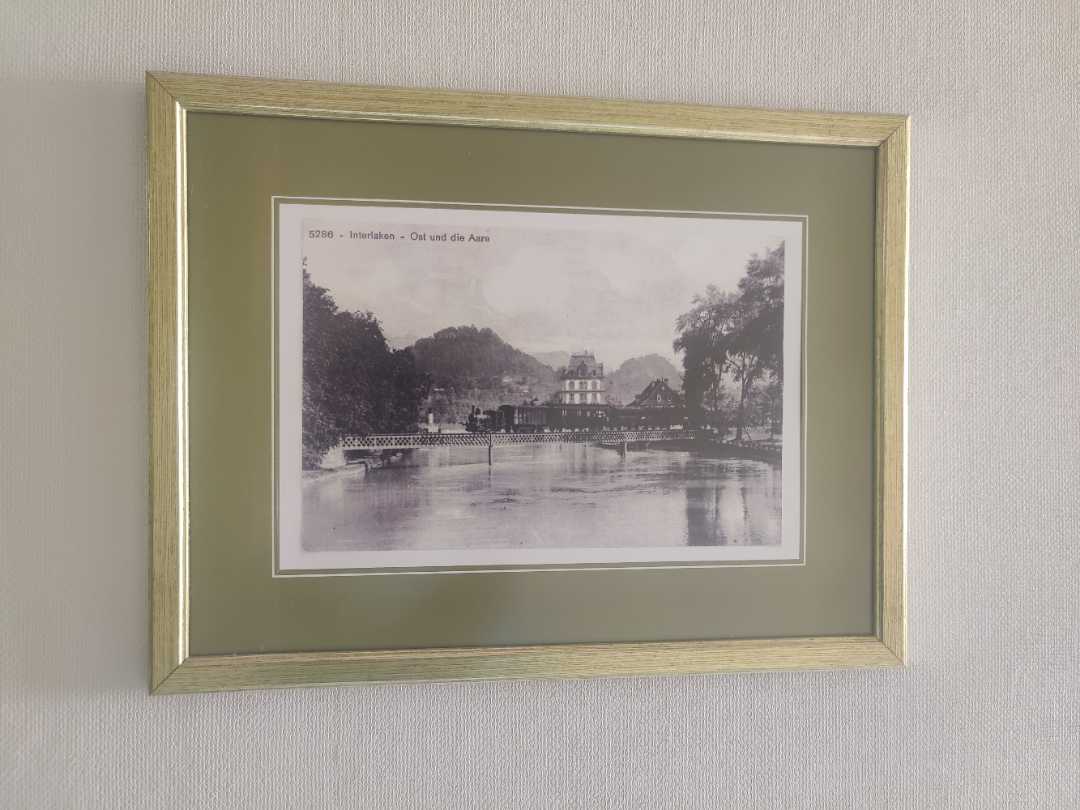 5286 - Interlaken - Ost und die Aare